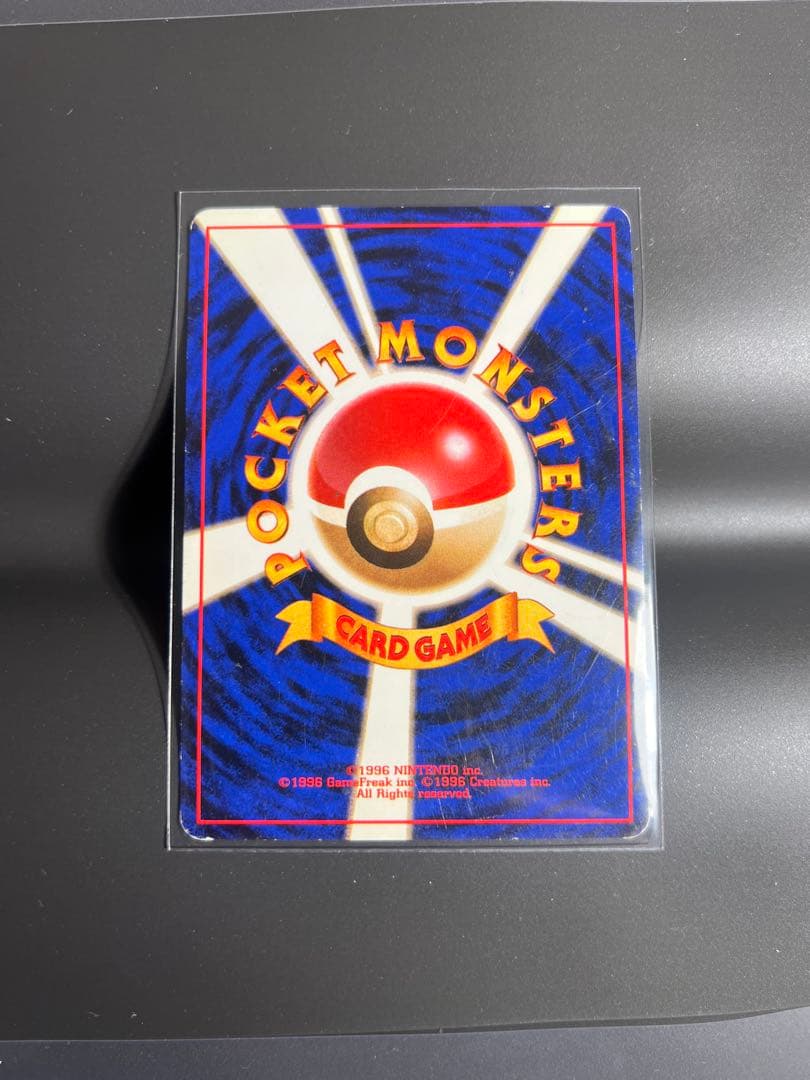 POCKET MONSTERS
CARD GAME
©1996 NINTENDO inc.
©1996 GameFreak inc. ©1996 Creatures inc.
All Rights reserved.